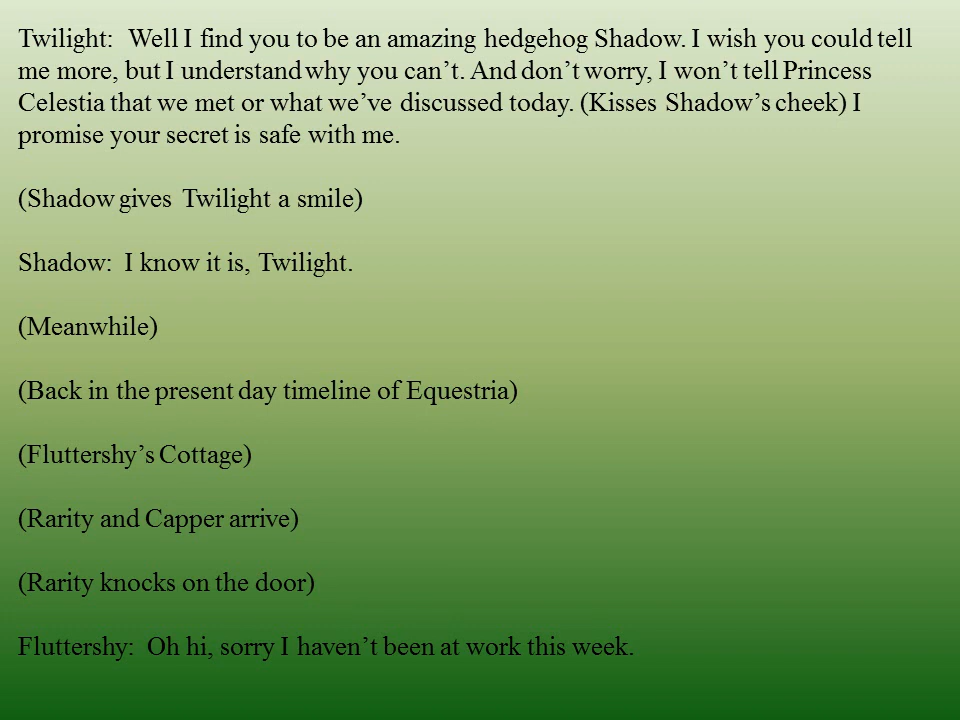 Twilight:  Well I find you to be an amazing hedgehog Shadow. I wish you could tell
me more, but I understand why you can’t. And don’t worry, I won’t tell Princess
Celestia that we met or what we’ve discussed today. (Kisses Shadow’s cheek) I
promise your secret is safe with me.
(Shadow gives Twilight a smile)
Shadow:  I know it is, Twilight.
(Meanwhile)
(Back in the present day timeline of Equestria)
(Fluttershy’s Cottage)
(Rarity and Capper arrive)
(Rarity knocks on the door)
Fluttershy:  Oh hi, sorry I haven’t been at work this week.